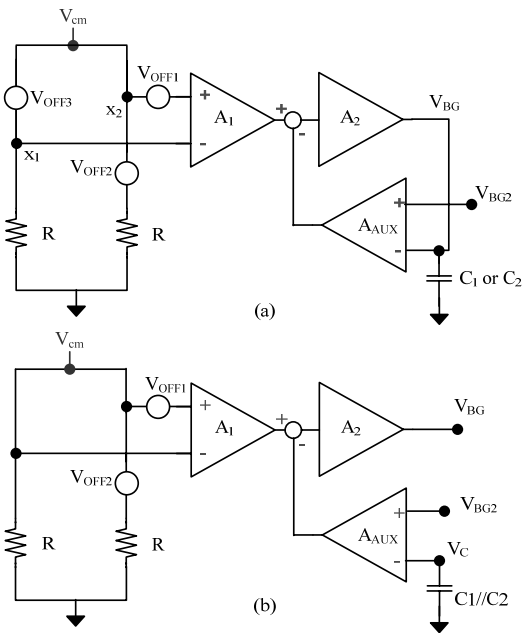 Vcm
VOFF3
x1
x2
VOFF1
VOFF2
R
R
+
-
A1
+
-
A2
VBG
AAUX
+
-
VBG2
C1 or C2
(a)
Vcm
VOFF1
VOFF2
R
R
+
-
A1
+
-
A2
VBG
AAUX
+
-
VBG2
VC
C1//C2
(b)